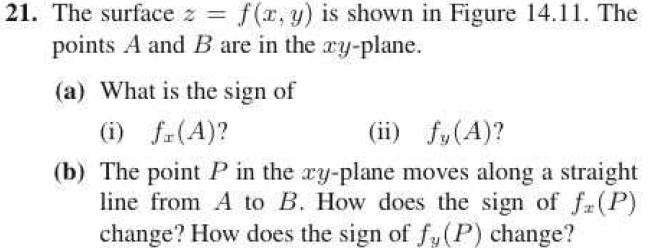 21. The surface z = f(x, y) is shown in Figure 14.11. The
points A and B are in the xy-plane.
(a) What is the sign of
(i) fₓ(A)? (ii) f_y(A)?
(b) The point P in the xy-plane moves along a straight
line from A to B. How does the sign of fₓ(P)
change? How does the sign of f_y(P) change?